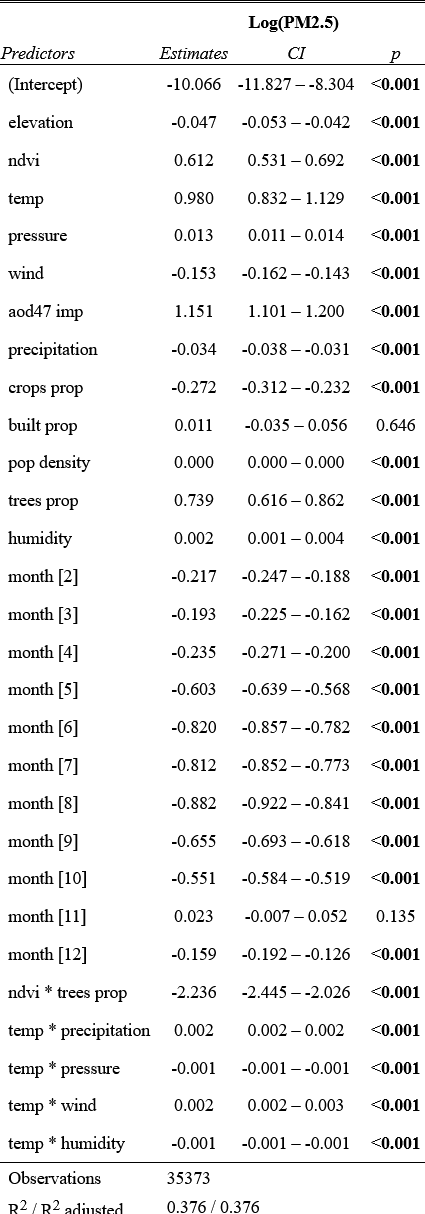 Log(PM2.5)
Predictors Estimates CI p
(Intercept) -10.066 -11.827 – -8.304 <0.001
elevation -0.047 -0.053 – -0.042 <0.001
ndvi 0.612 0.531 – 0.692 <0.001
temp 0.980 0.832 – 1.129 <0.001
pressure 0.013 0.011 – 0.014 <0.001
wind -0.153 -0.162 – -0.143 <0.001
aod47 imp 1.151 1.101 – 1.200 <0.001
precipitation -0.034 -0.038 – -0.031 <0.001
crops prop -0.272 -0.312 – -0.232 <0.001
built prop 0.011 -0.035 – 0.056 0.646
pop density 0.000 0.000 – 0.000 <0.001
trees prop 0.739 0.616 – 0.862 <0.001
humidity 0.002 0.001 – 0.004 <0.001
month [2] -0.217 -0.247 – -0.188 <0.001
month [3] -0.193 -0.225 – -0.162 <0.001
month [4] -0.235 -0.271 – -0.200 <0.001
month [5] -0.603 -0.639 – -0.568 <0.001
month [6] -0.820 -0.857 – -0.782 <0.001
month [7] -0.812 -0.852 – -0.773 <0.001
month [8] -0.882 -0.922 – -0.841 <0.001
month [9] -0.655 -0.693 – -0.618 <0.001
month [10] -0.551 -0.584 – -0.519 <0.001
month [11] 0.023 -0.007 – 0.052 0.135
month [12] -0.159 -0.192 – -0.126 <0.001
ndvi * trees prop -2.236 -2.445 – -2.026 <0.001
temp * precipitation 0.002 0.002 – 0.002 <0.001
temp * pressure -0.001 -0.001 – -0.001 <0.001
temp * wind 0.002 0.002 – 0.003 <0.001
temp * humidity -0.001 -0.001 – -0.001 <0.001
Observations 35373
R2 / R2 adjusted 0.376 / 0.376